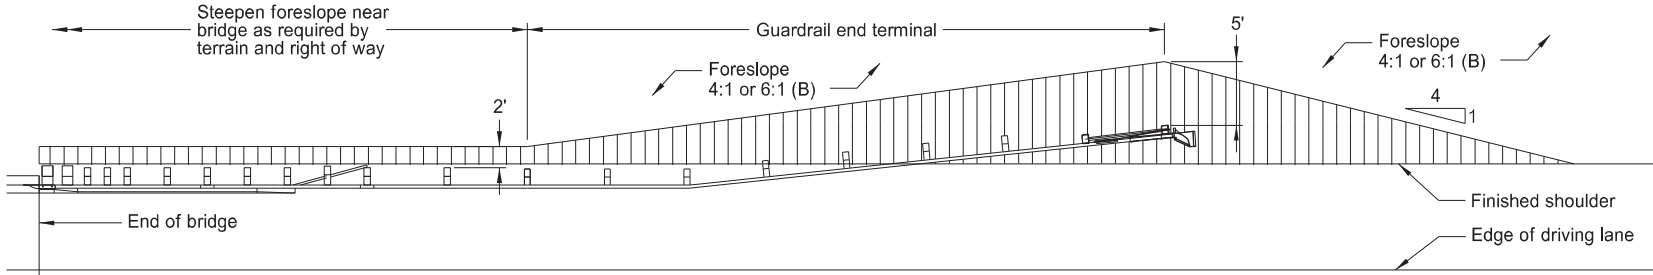 Steepen foreslope near
bridge as required by
terrain and right of way
Guardrail end terminal
5'
Foreslope
4:1 or 6:1 (B)
Foreslope
4:1 or 6:1 (B)
2'
4
1
End of bridge
Finished shoulder
Edge of driving lane